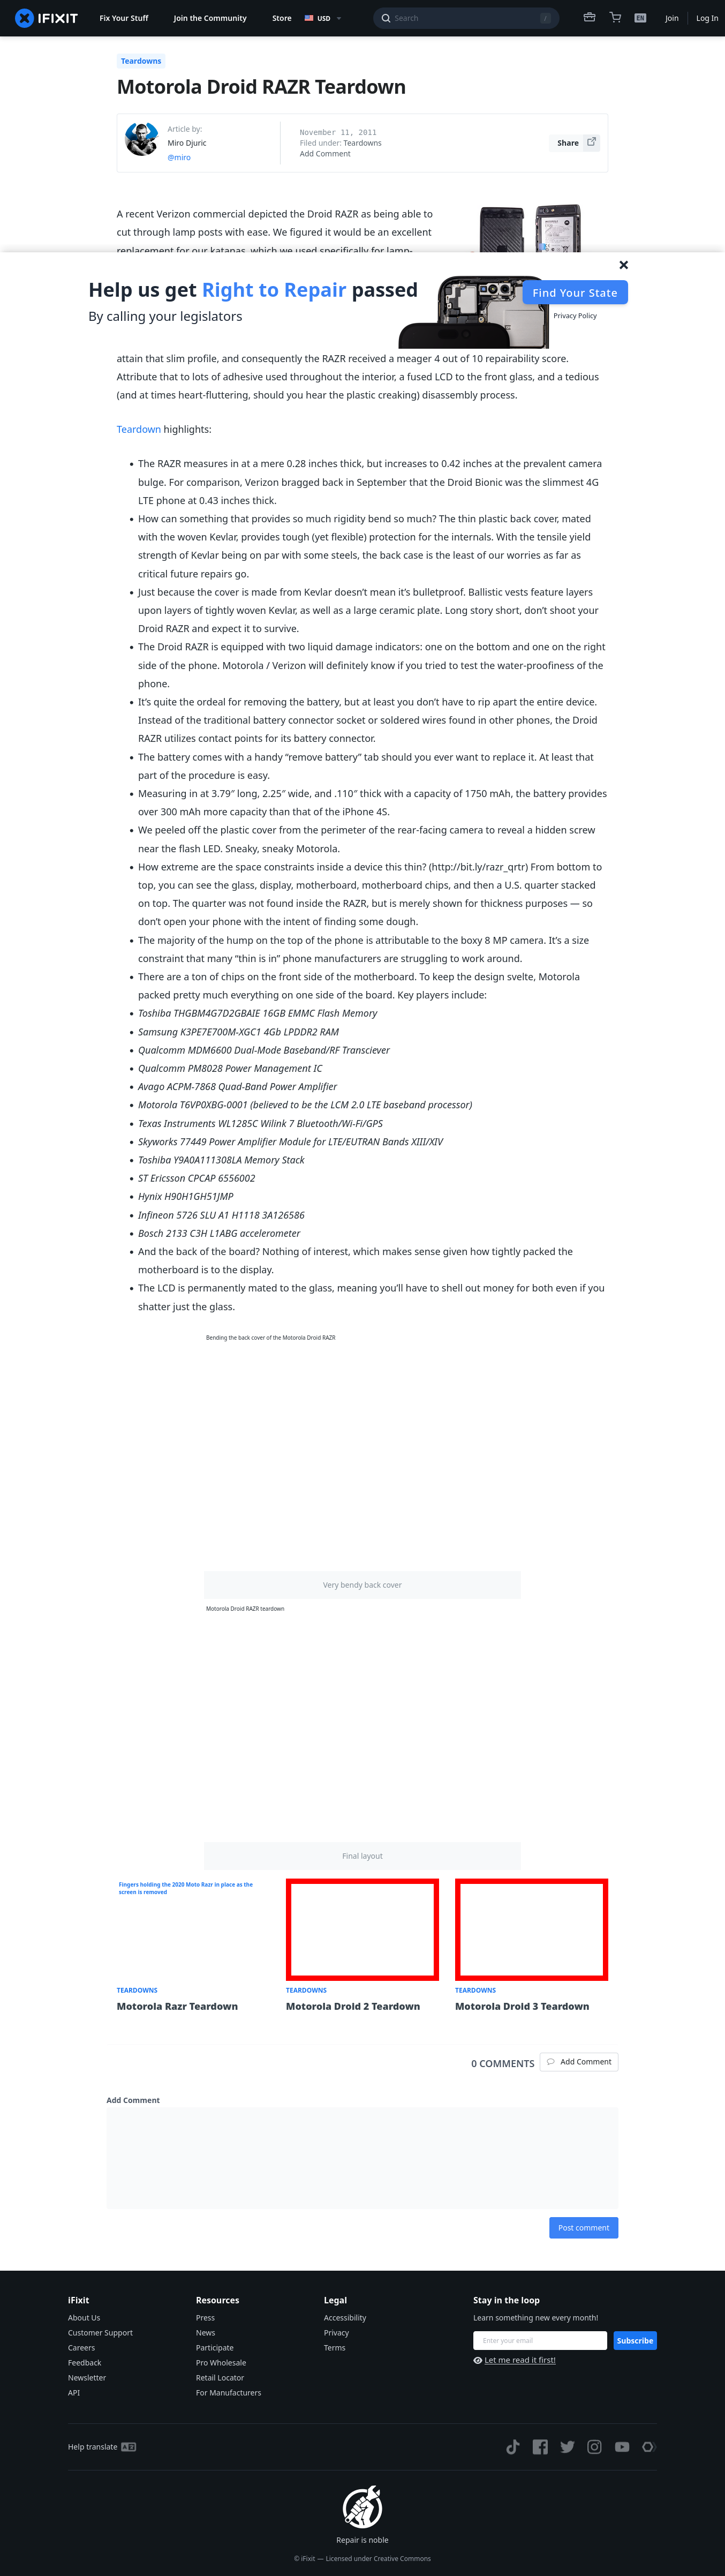 IFIXIT
Fix Your Stuff
Join the Community
Store
USD
Search
/
EN
Join
Log In
Teardowns
Motorola Droid RAZR Teardown
Article by:
Miro Djuric
@miro
November 11, 2011
Filed under: Teardowns
Add Comment
Share
A recent Verizon commercial depicted the Droid RAZR as being able to
cut through lamp posts with ease. We figured it would be an excellent
replacement for our katanas, which we used specifically for lamp-
Help us get Right to Repair passed
By calling your legislators
Find Your State
Privacy Policy
attain that slim profile, and consequently the RAZR received a meager 4 out of 10 repairability score.
Attribute that to lots of adhesive used throughout the interior, a fused LCD to the front glass, and a tedious
(and at times heart-fluttering, should you hear the plastic creaking) disassembly process.
Teardown highlights:
The RAZR measures in at a mere 0.28 inches thick, but increases to 0.42 inches at the prevalent camera
bulge. For comparison, Verizon bragged back in September that the Droid Bionic was the slimmest 4G
LTE phone at 0.43 inches thick.
How can something that provides so much rigidity bend so much? The thin plastic back cover, mated
with the woven Kevlar, provides tough (yet flexible) protection for the internals. With the tensile yield
strength of Kevlar being on par with some steels, the back case is the least of our worries as far as
critical future repairs go.
Just because the cover is made from Kevlar doesn’t mean it’s bulletproof. Ballistic vests feature layers
upon layers of tightly woven Kevlar, as well as a large ceramic plate. Long story short, don’t shoot your
Droid RAZR and expect it to survive.
The Droid RAZR is equipped with two liquid damage indicators: one on the bottom and one on the right
side of the phone. Motorola / Verizon will definitely know if you tried to test the water-proofiness of the
phone.
It’s quite the ordeal for removing the battery, but at least you don’t have to rip apart the entire device.
Instead of the traditional battery connector socket or soldered wires found in other phones, the Droid
RAZR utilizes contact points for its battery connector.
The battery comes with a handy “remove battery” tab should you ever want to replace it. At least that
part of the procedure is easy.
Measuring in at 3.79″ long, 2.25″ wide, and .110″ thick with a capacity of 1750 mAh, the battery provides
over 300 mAh more capacity than that of the iPhone 4S.
We peeled off the plastic cover from the perimeter of the rear-facing camera to reveal a hidden screw
near the flash LED. Sneaky, sneaky Motorola.
How extreme are the space constraints inside a device this thin? (http://bit.ly/razr_qrtr) From bottom to
top, you can see the glass, display, motherboard, motherboard chips, and then a U.S. quarter stacked
on top. The quarter was not found inside the RAZR, but is merely shown for thickness purposes — so
don’t open your phone with the intent of finding some dough.
The majority of the hump on the top of the phone is attributable to the boxy 8 MP camera. It’s a size
constraint that many “thin is in” phone manufacturers are struggling to work around.
There are a ton of chips on the front side of the motherboard. To keep the design svelte, Motorola
packed pretty much everything on one side of the board. Key players include:
Toshiba THGBM4G7D2GBAIE 16GB EMMC Flash Memory
Samsung K3PE7E700M-XGC1 4Gb LPDDR2 RAM
Qualcomm MDM6600 Dual-Mode Baseband/RF Transciever
Qualcomm PM8028 Power Management IC
Avago ACPM-7868 Quad-Band Power Amplifier
Motorola T6VP0XBG-0001 (believed to be the LCM 2.0 LTE baseband processor)
Texas Instruments WL1285C Wilink 7 Bluetooth/Wi-Fi/GPS
Skyworks 77449 Power Amplifier Module for LTE/EUTRAN Bands XIII/XIV
Toshiba Y9A0A111308LA Memory Stack
ST Ericsson CPCAP 6556002
Hynix H90H1GH51JMP
Infineon 5726 SLU A1 H1118 3A126586
Bosch 2133 C3H L1ABG accelerometer
And the back of the board? Nothing of interest, which makes sense given how tightly packed the
motherboard is to the display.
The LCD is permanently mated to the glass, meaning you’ll have to shell out money for both even if you
shatter just the glass.
Bending the back cover of the Motorola Droid RAZR
Very bendy back cover
Motorola Droid RAZR teardown
Final layout
Fingers holding the 2020 Moto Razr in place as the
screen is removed
TEARDOWNS
Motorola Razr Teardown
TEARDOWNS
Motorola Droid 2 Teardown
TEARDOWNS
Motorola Droid 3 Teardown
0 COMMENTS
Add Comment
Add Comment
Post comment
iFixit
About Us
Customer Support
Careers
Feedback
Newsletter
API
Resources
Press
News
Participate
Pro Wholesale
Retail Locator
For Manufacturers
Legal
Accessibility
Privacy
Terms
Stay in the loop
Learn something new every month!
Enter your email
Subscribe
Let me read it first!
Help translate
Repair is noble
© iFixit — Licensed under Creative Commons